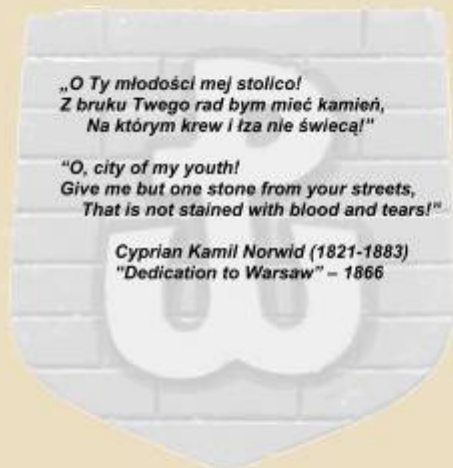 „O Ty młodości mej stolico!
Z bruku Twego rad bym mieć kamień,
Na którym krew i łza nie świecą!”
“O, city of my youth!
Give me but one stone from your streets,
That is not stained with blood and tears!”
Cyprian Kamil Norwid (1821-1883)
“Dedication to Warsaw” – 1866